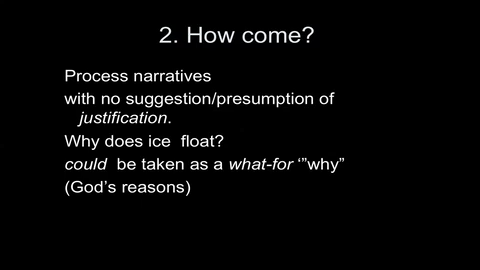 2. How come?
Process narratives
with no suggestion/presumption of
justification.
Why does ice  float?
could  be taken as a what-for ‘”why”
(God’s reasons)